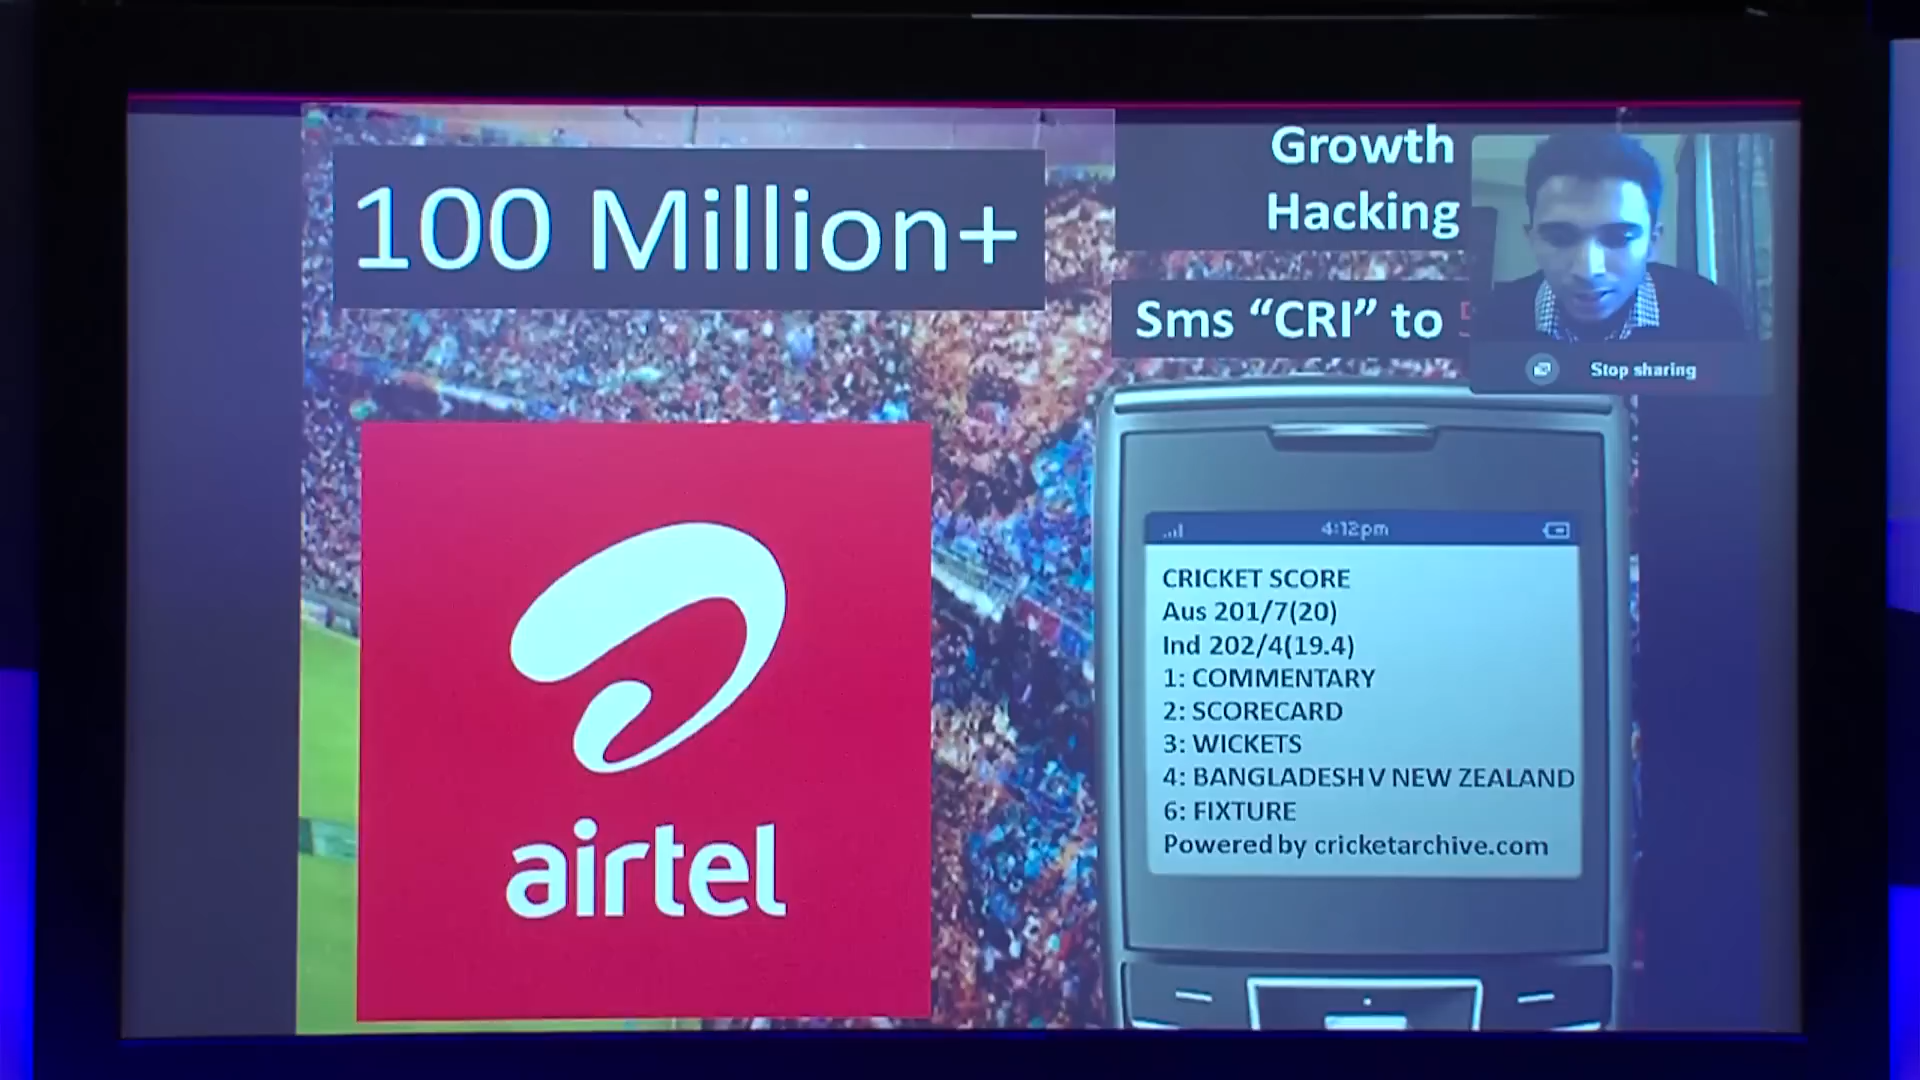 100 Million+
Growth
Hacking
Sms “CRI” to
Stop sharing
airtel
4:12pm
CRICKET SCORE
Aus 201/7(20)
Ind 202/4(19.4)
1: COMMENTARY
2: SCORECARD
3: WICKETS
4: BANGLADESH V NEW ZEALAND
6: FIXTURE
Powered by cricketarchive.com